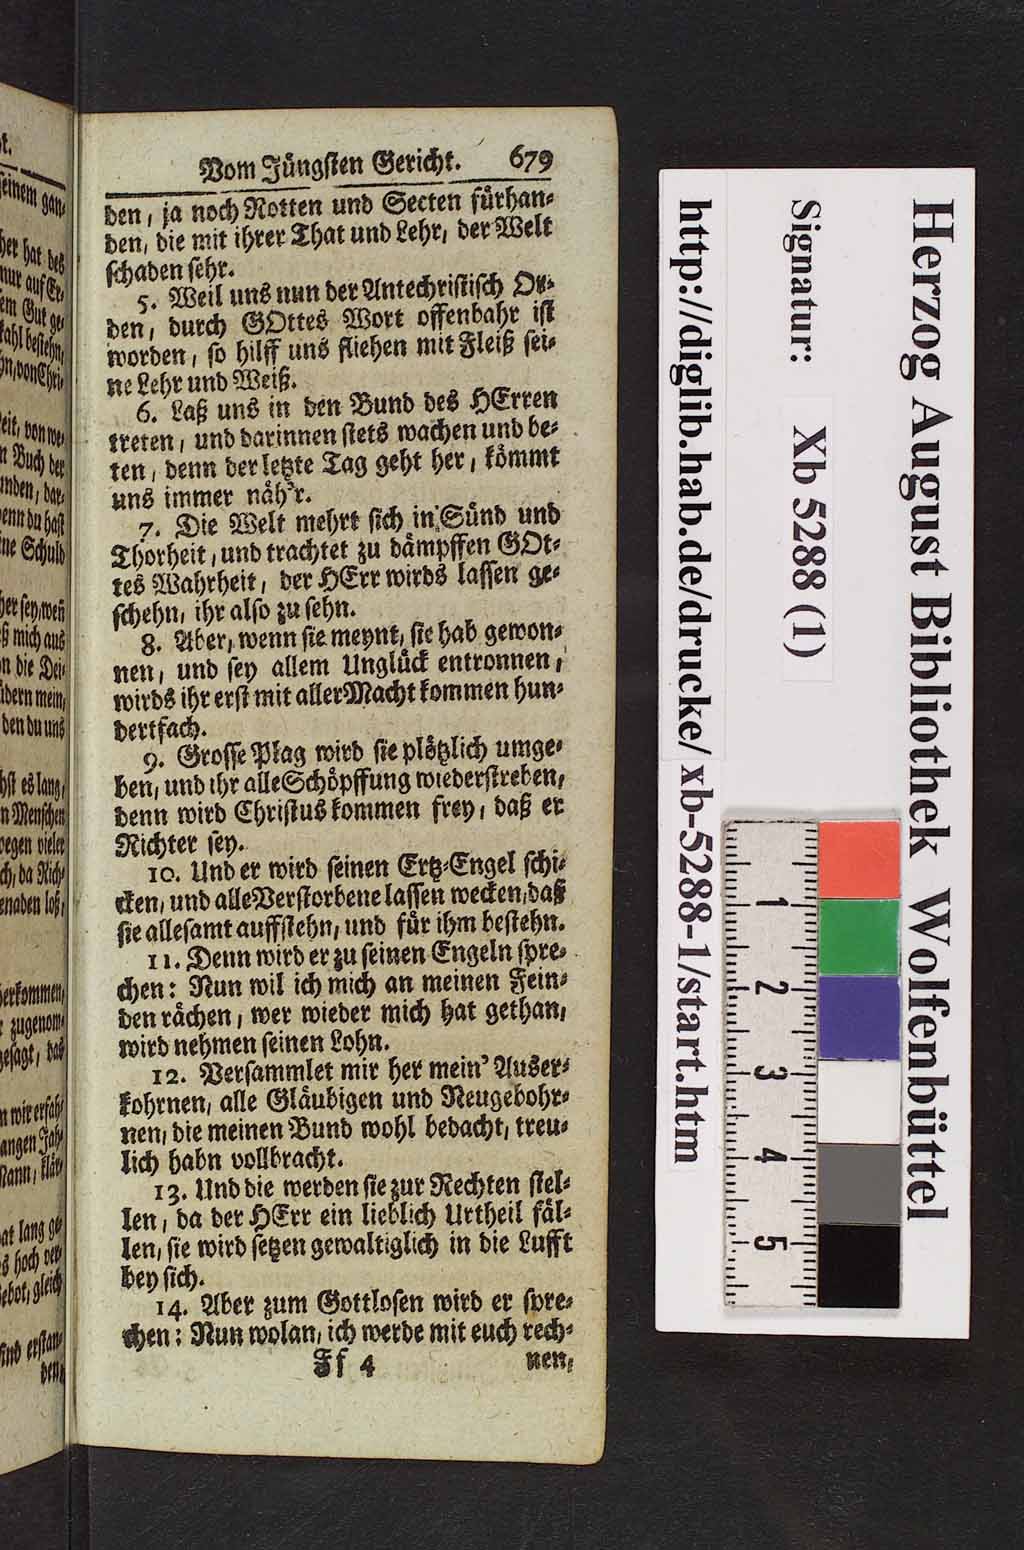 Vom Jüngsten Gericht. 679
den, ja noch Rotten und Secten fürhan-
den, die mit ihrer That und Lehr, der Welt
schaden sehr.
5. Weil uns nun der Antechristisch Or-
den, durch GOttes Wort offenbahr ist
worden, so hilff uns fliehen mit Fleiß sei-
ne Lehr und Weiß.
6. Laß uns in den Bund des HErren
treten, und darinnen stets wachen und be-
ten, denn der letzte Tag geht her, kömmt
uns immer näh'r.
7. Die Welt mehrt sich in Sünd und
Thorheit, und trachtet zu dämpffen GOt-
tes Wahrheit, der HErr wirds lassen ge-
schehn, ihr also zu sehn.
8. Aber, wenn sie meynt, sie hab gewon-
nen, und sey allem Unglück entronnen,
wirds ihr erst mit aller Macht kommen hun-
dertfach.
9. Grosse Plag wird sie plötzlich umge-
ben, und ihr alle Schöpffung wiederstreben,
denn wird Christus kommen frey, daß er
Richter sey.
10. Und er wird seinen Ertz-Engel schi-
cken, und alle Verstorbene lassen wecken, daß
sie allesamt auffstehn, und für ihm bestehn.
11. Denn wird er zu seinen Engeln spre-
chen: Nun wil ich mich an meinen Fein-
den rächen, wer wieder mich hat gethan,
wird nehmen seinen Lohn.
12. Versammlet mir her mein' Auser-
kohrnen, alle Gläubigen und Neugebohr-
nen, die meinen Bund wohl bedacht, treu-
lich habn vollbracht.
13. Und die werden sie zur Rechten stel-
len, da der HErr ein lieblich Urtheil fäl-
len, sie wird setzen gewaltiglich in die Lufft
bey sich.
14. Aber zum Gottlosen wird er spre-
chen: Nun wolan, ich werde mit euch rech-
Ff 4 nen,
Herzog August Bibliothek Wolfenbüttel
Signatur: Xb 5288 (1)
http://diglib.hab.de/drucke/ xb-5288-1/start.htm
1
2
3
4
5